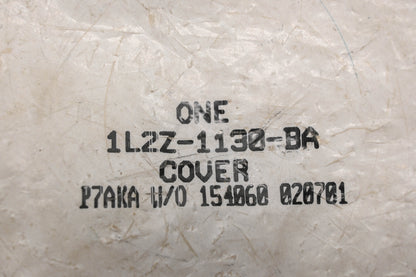 ONE
1L2Z-1130-BA
COVER
P7AKA W/O 154060 020701